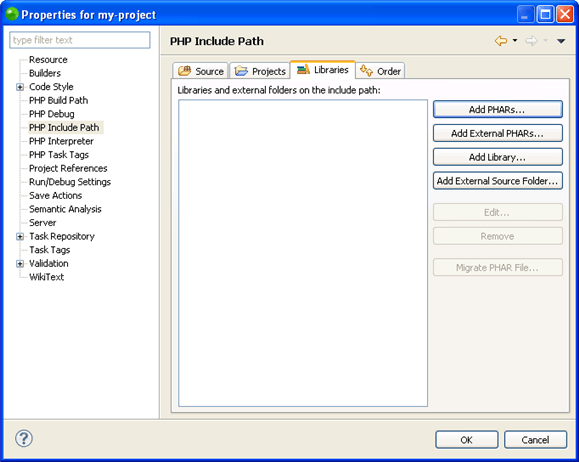 Properties for my-project
type filter text
Resource
Builders
Code Style
PHP Build Path
PHP Debug
PHP Include Path
PHP Interpreter
PHP Task Tags
Project References
Run/Debug Settings
Save Actions
Semantic Analysis
Server
Task Repository
Task Tags
Validation
WikiText
PHP Include Path
Source Projects Libraries Order
Libraries and external folders on the include path:
Add PHARs...
Add External PHARs...
Add Library...
Add External Source Folder...
Edit...
Remove
Migrate PHAR File...
OK Cancel